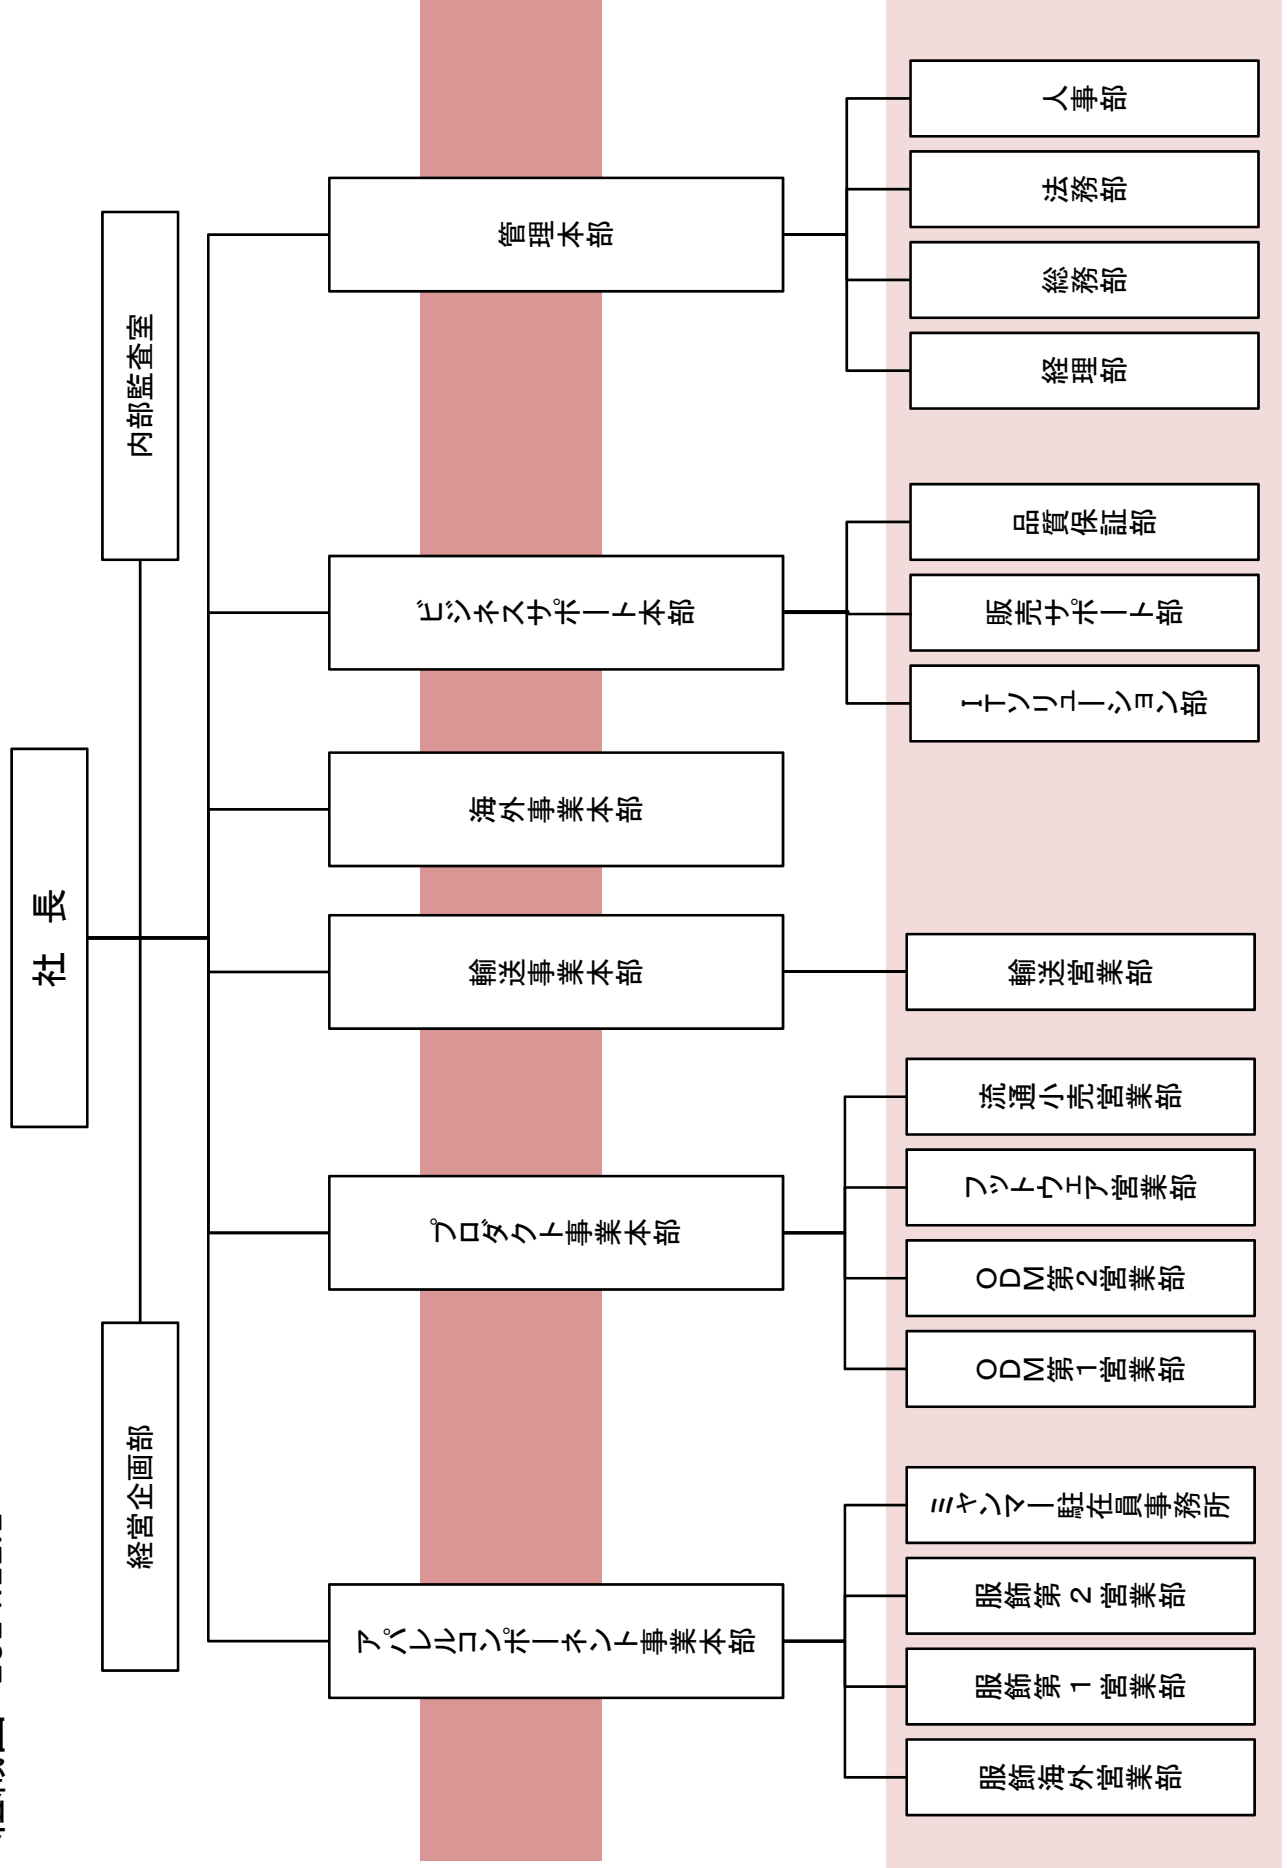 社　長
経営企画部
内部監査室
アパレルコンポーネント事業本部
プロダクト事業本部
輸送事業本部
海外事業本部
ビジネスサポート本部
管理本部
服飾海外営業部
服飾第１営業部
服飾第２営業部
ミャンマー駐在員事務所
ＯＤＭ第1営業部
ＯＤＭ第2営業部
フットウェア営業部
流通小売営業部
輸送営業部
ITソリューション部
販売サポート部
品質保証部
経理部
総務部
法務部
人事部